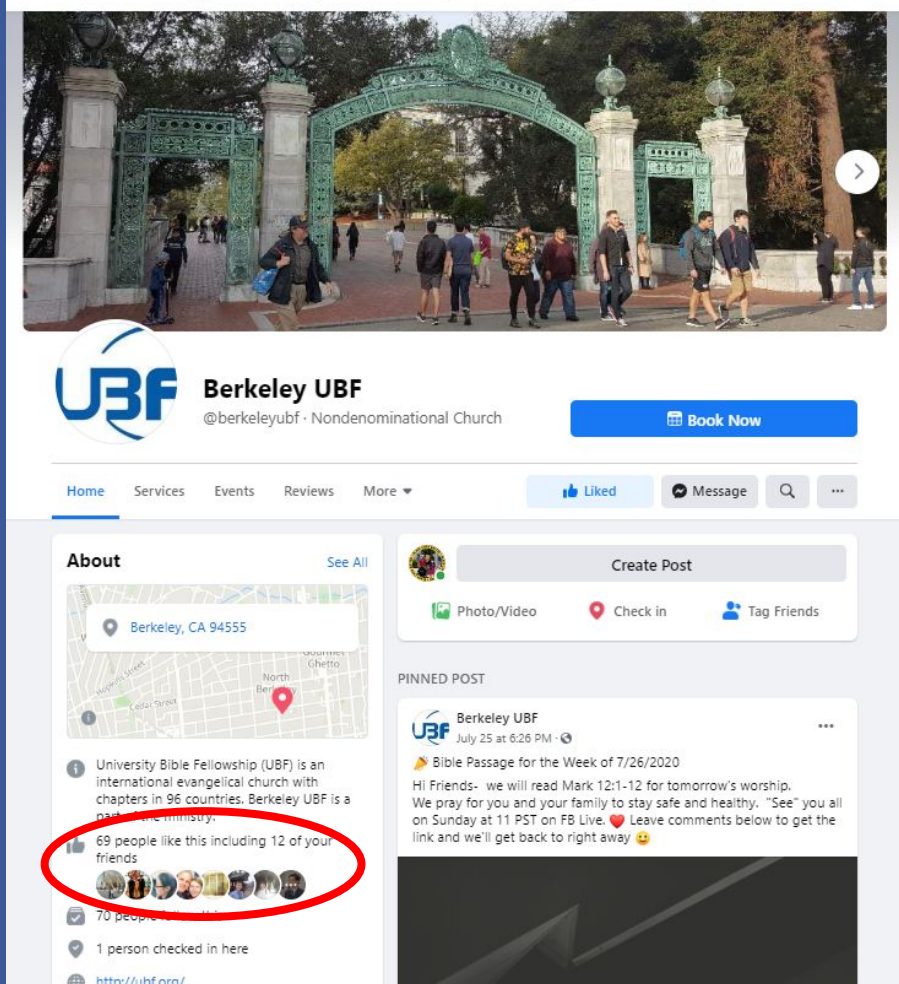 UBF
Berkeley UBF
@berkeleyubf · Nondenominational Church
Book Now
Home Services Events Reviews More
Liked Message
About
See All
Berkeley, CA 94555
Gourmet
Ghetto
North
Berkeley
Hopkins Street
Cedar Street
University Bible Fellowship (UBF) is an
international evangelical church with
chapters in 96 countries. Berkeley UBF is a
part of the ministry.
69 people like this including 12 of your
friends
70 people follow this
1 person checked in here
http://ubf.org/
Create Post
Photo/Video Check in Tag Friends
PINNED POST
UBF
Berkeley UBF
July 25 at 6:26 PM ·
🎉 Bible Passage for the Week of 7/26/2020
Hi Friends- we will read Mark 12:1-12 for tomorrow's worship.
We pray for you and your family to stay safe and healthy. "See" you all
on Sunday at 11 PST on FB Live. ❤️ Leave comments below to get the
link and we'll get back to right away 😀